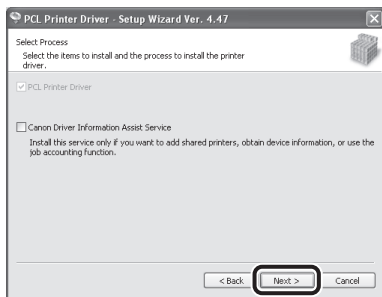 PCL Printer Driver - Setup Wizard Ver. 4.47
Select Process
Select the items to install and the process to install the printer
driver.
PCL Printer Driver
Canon Driver Information Assist Service
Install this service only if you want to add shared printers, obtain device information, or use the
job accounting function.
< Back Next > Cancel